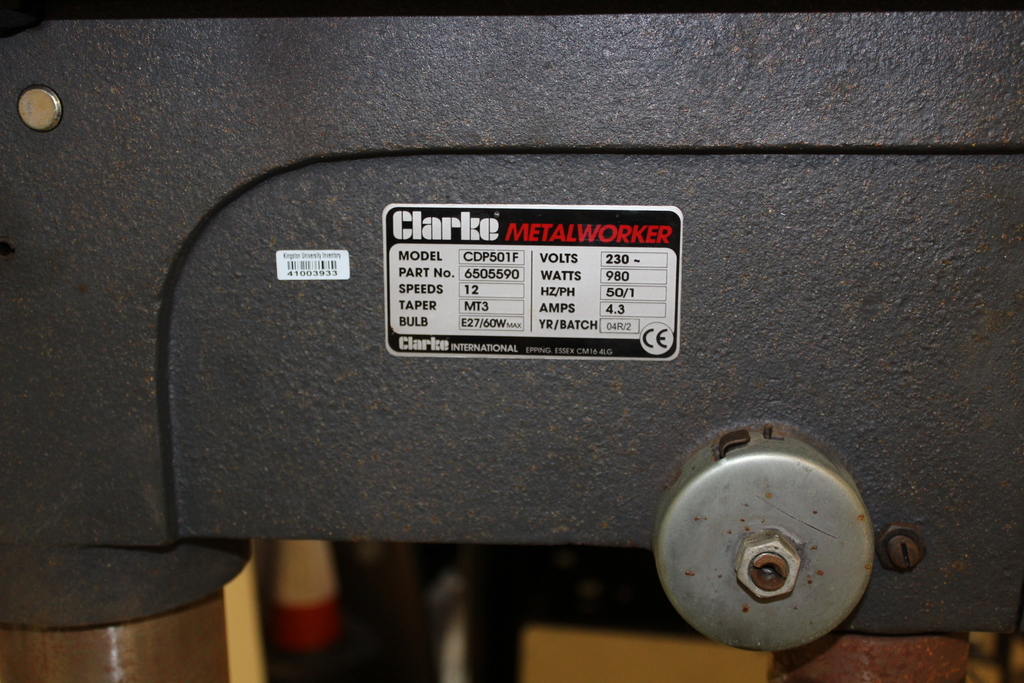 Clarke METALWORKER
MODEL CDP501F
PART No. 6505590
SPEEDS 12
TAPER MT3
BULB E27/60W MAX
VOLTS 230 ~
WATTS 980
HZ/PH 50/1
AMPS 4.3
YR/BATCH 04R/2
CE
Clarke INTERNATIONAL EPPING. ESSEX CM16 4LG
Kingston University Inventory
41003933
L